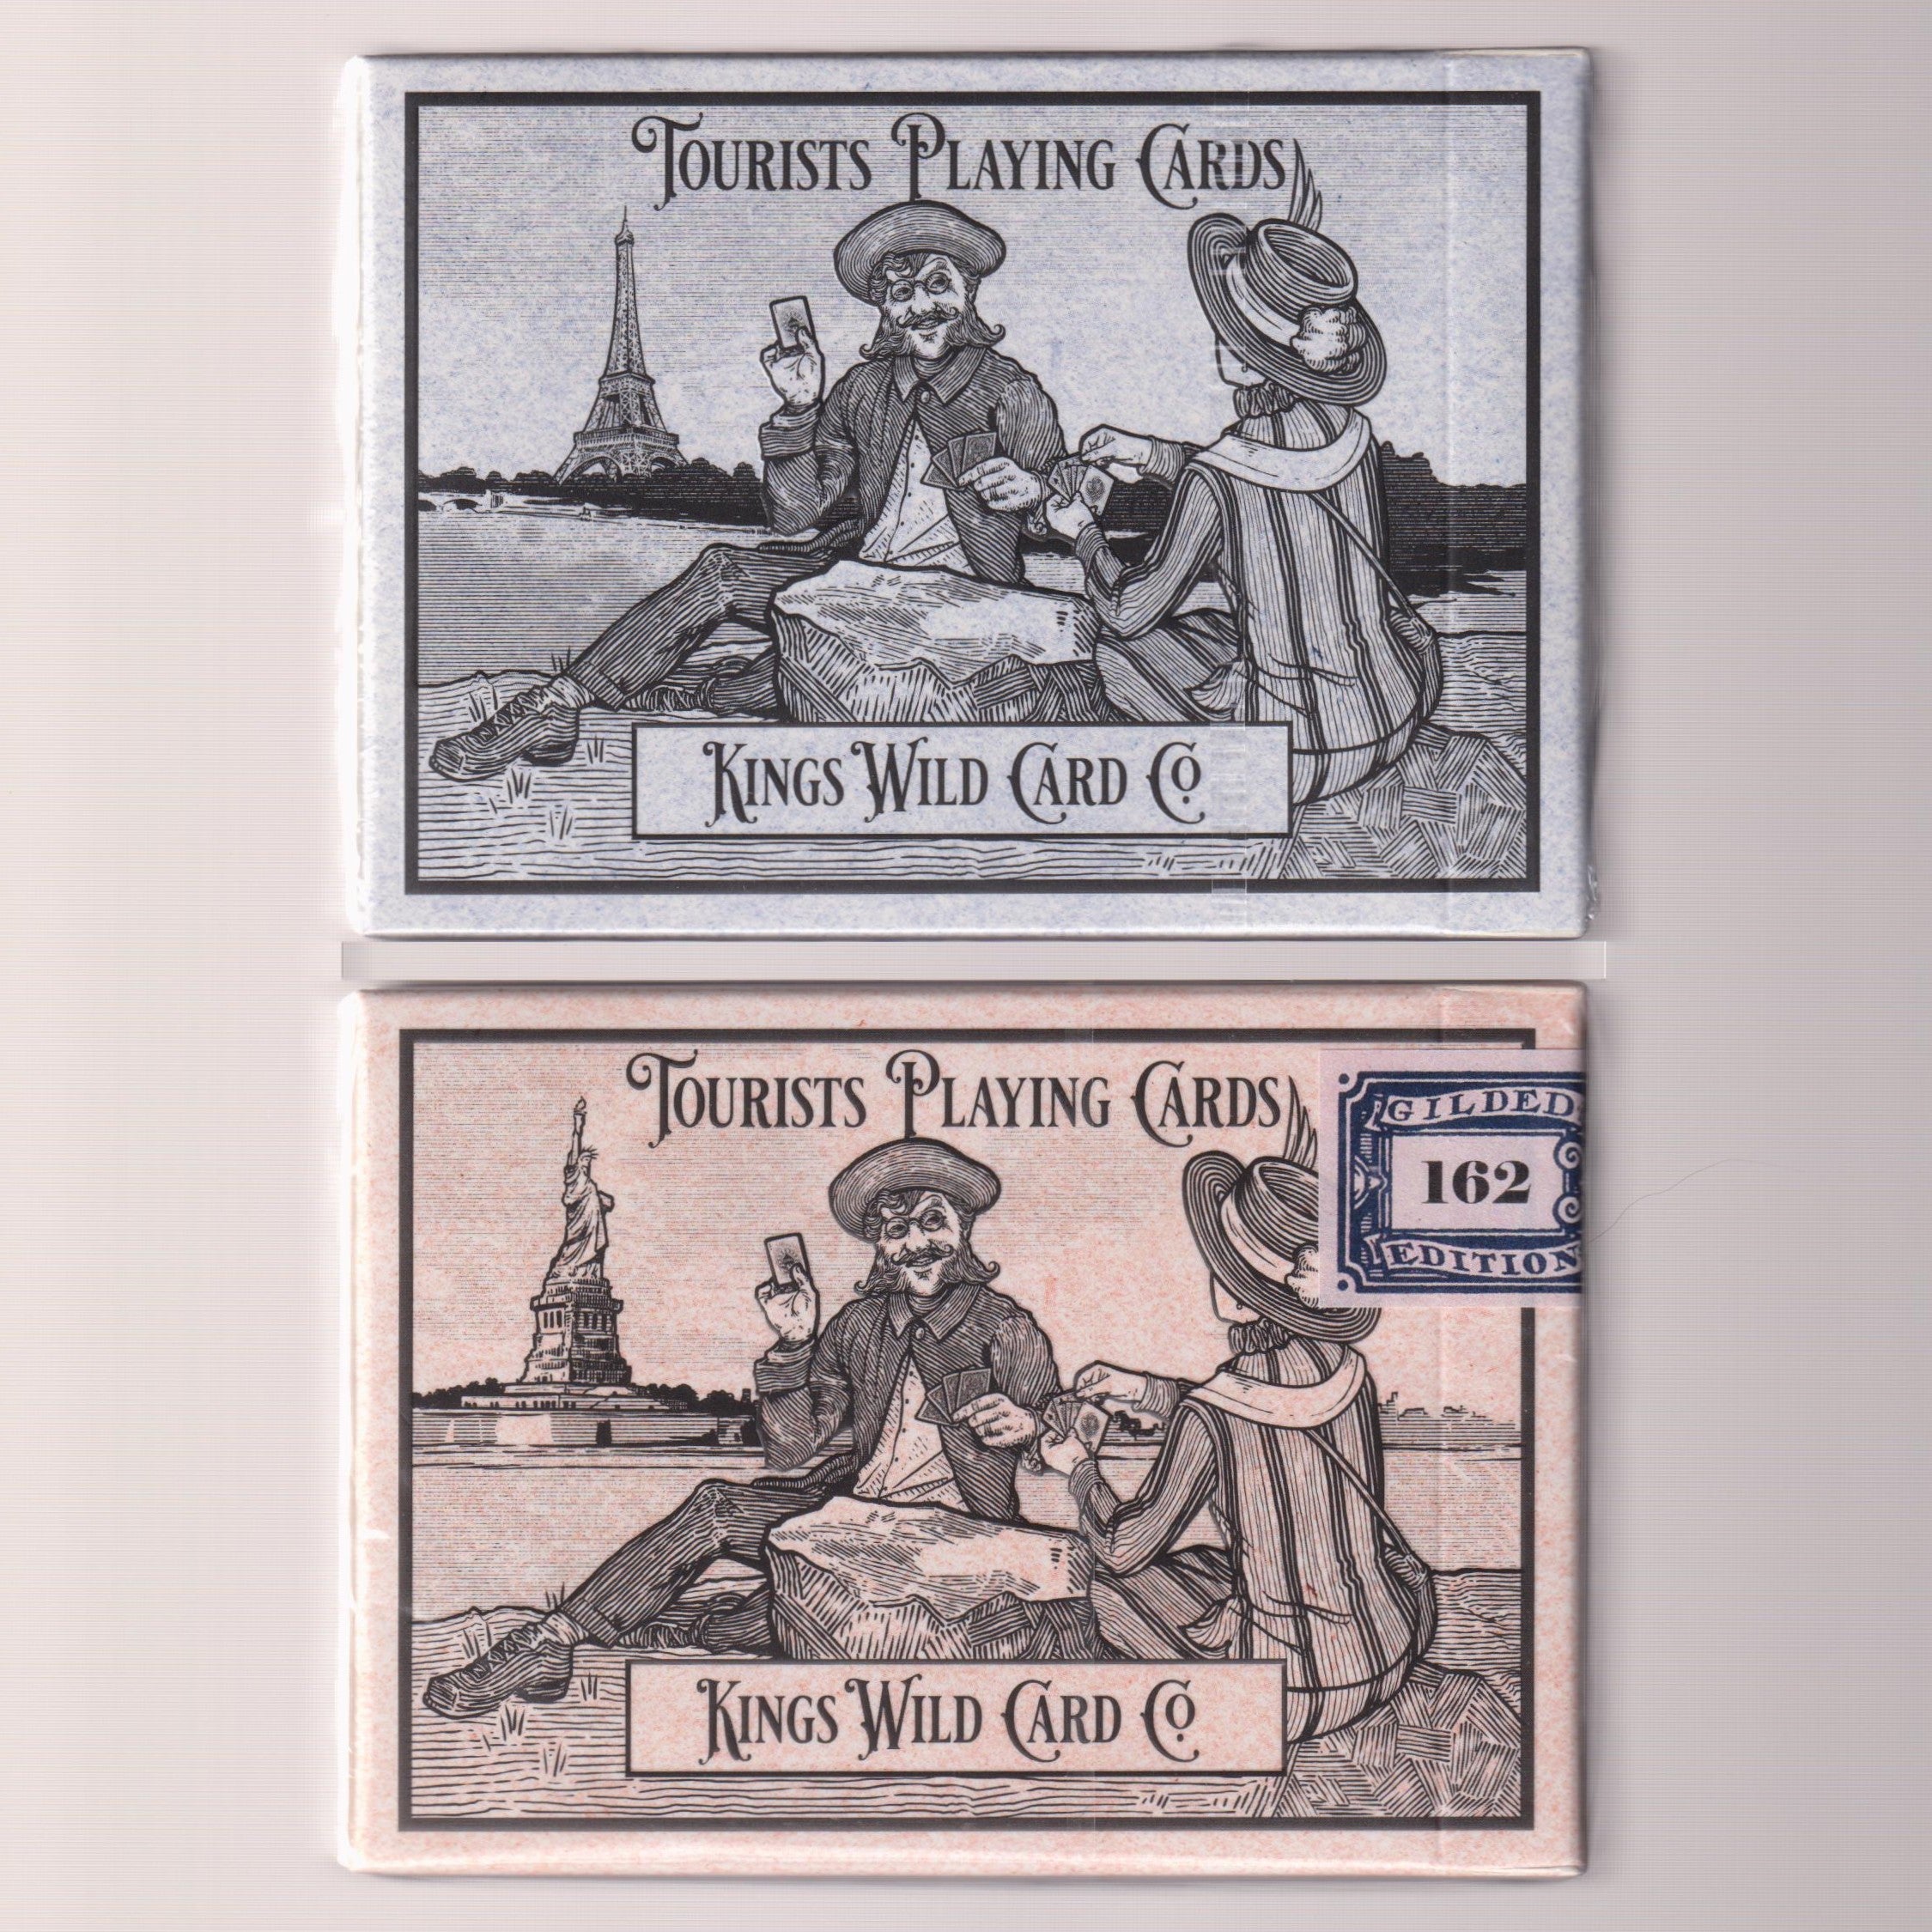 Tourists Playing Cards
Kings Wild Card Co
Tourists Playing Cards
GILDED
162
EDITION
Kings Wild Card Co